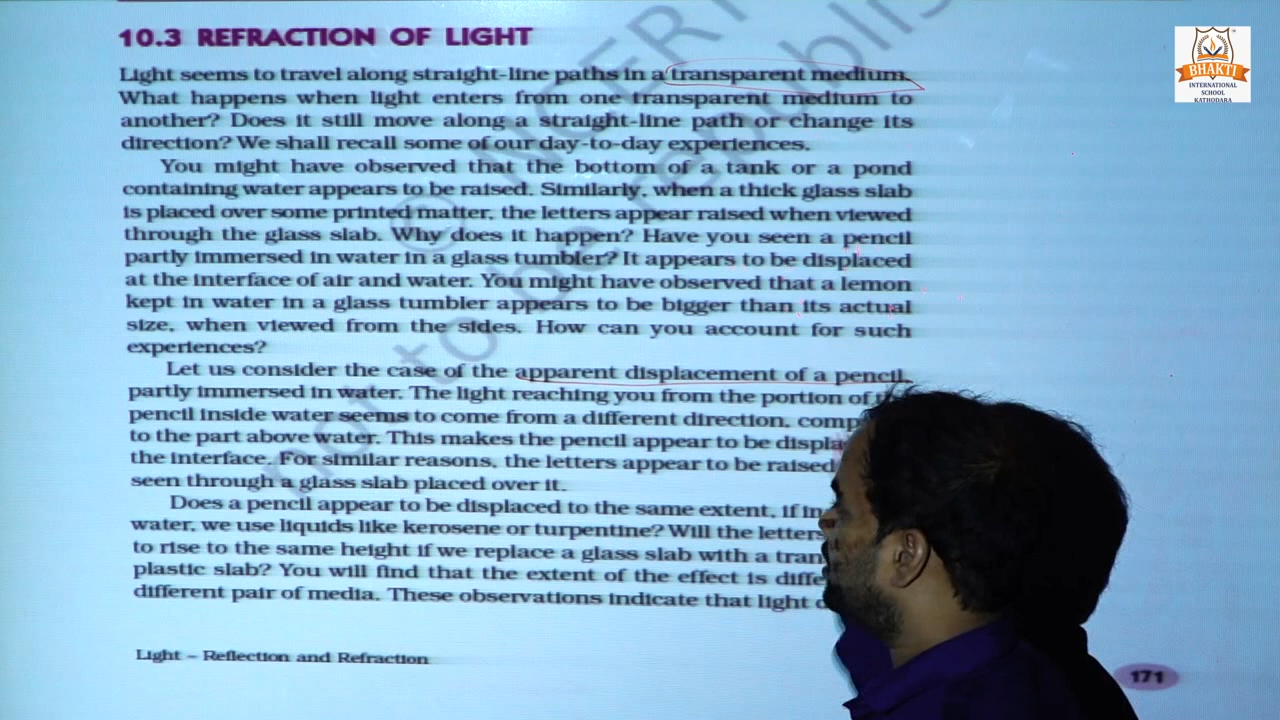 10.3 REFRACTION OF LIGHT
Light seems to travel along straight-line paths in a transparent medium.
What happens when light enters from one transparent medium to
another? Does it still move along a straight-line path or change its
direction? We shall recall some of our day-to-day experiences.
You might have observed that the bottom of a tank or a pond
containing water appears to be raised. Similarly, when a thick glass slab
is placed over some printed matter, the letters appear raised when viewed
through the glass slab. Why does it happen? Have you seen a pencil
partly immersed in water in a glass tumbler? It appears to be displaced
at the interface of air and water. You might have observed that a lemon
kept in water in a glass tumbler appears to be bigger than its actual
size, when viewed from the sides. How can you account for such
experiences?
Let us consider the case of the apparent displacement of a pencil,
partly immersed in water. The light reaching you from the portion of
pencil inside water seems to come from a different direction,
to the part above water. This makes the pencil appear to be
the interface. For similar reasons, the letters appear to be raised
seen through a glass slab placed over it.
Does a pencil appear to be displaced to the same extent, if in
water, we use liquids like kerosene or turpentine? Will the letters
to rise to the same height if we replace a glass slab with a
plastic slab? You will find that the extent of the effect is
different pair of media. These observations indicate that light
Light – Reflection and Refraction
171
© NCERT
not to be republis
BHAKTI
INTERNATIONAL
SCHOOL
KATHODARA